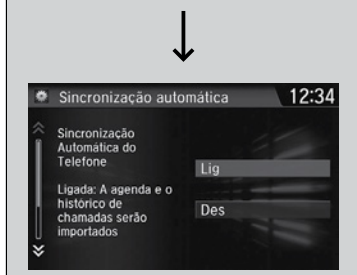 Sincronização automática 12:34
Sincronização
Automática do
Telefone
Lig
Ligada: A agenda e o
histórico de
chamadas serão
importados
Des